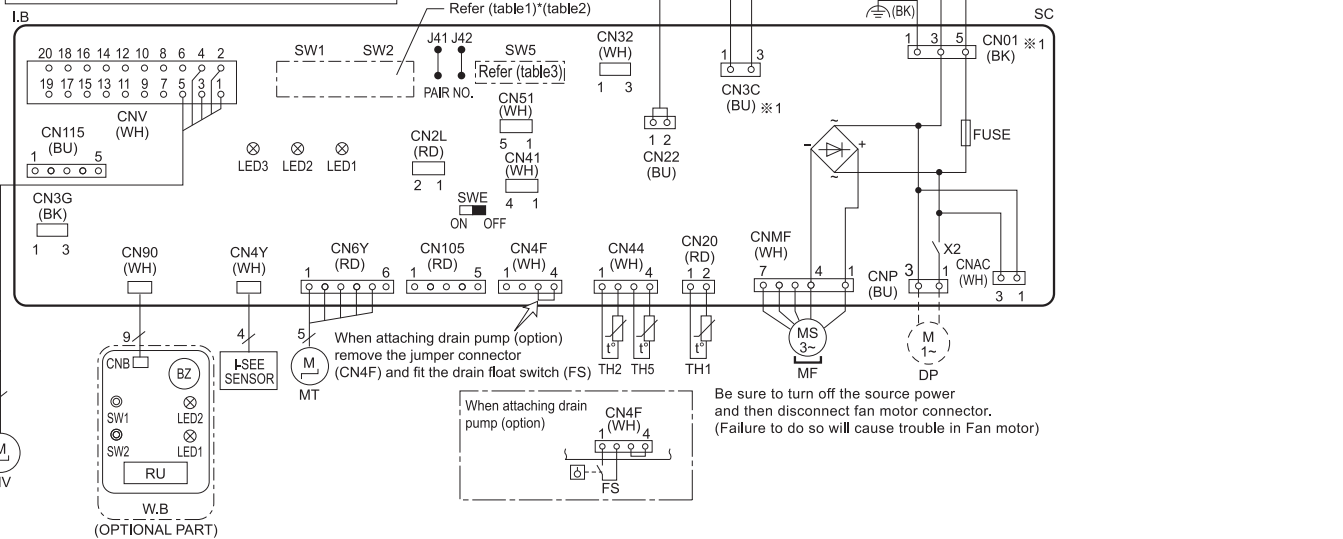 Refer (table1)*(table2)
(BK)
I.B
SC
20 18 16 14 12 10 8 6 4 2
19 17 15 13 11 9 7 5 3 1
CNV
(WH)
SW1 SW2
J41 J42
PAIR NO.
SW5
Refer (table3)
CN32
(WH)
1 3
1 3
CN3C
(BU) ※1
1 3 5
CN01 ※1
(BK)
CN51
(WH)
5 1
1 2
CN22
(BU)
~
- +
~
FUSE
CN115
(BU)
1 5
LED3 LED2 LED1
CN2L
(RD)
2 1
CN41
(WH)
4 1
SWE
ON OFF
CN3G
(BK)
1 3
CN90
(WH)
CN4Y
(WH)
CN6Y
(RD)
1 6
CN105
(RD)
1 5
CN4F
(WH)
1 4
CN44
(WH)
1 4
CN20
(RD)
1 2
CNMF
(WH)
7 4 1
CNP
(BU)
3 1
X2
CNAC
(WH)
3 1
9
4
5
When attaching drain pump (option)
remove the jumper connector
(CN4F) and fit the drain float switch (FS)
t° t° t°
TH2 TH5 TH1
MS
3~
MF
M
1~
DP
CNB
BZ
SW1
LED2
SW2
LED1
RU
W.B
(OPTIONAL PART)
I-SEE
SENSOR
M
MT
When attaching drain
pump (option)
CN4F
(WH)
1 4
FS
Be sure to turn off the source power
and then disconnect fan motor connector.
(Failure to do so will cause trouble in Fan motor)